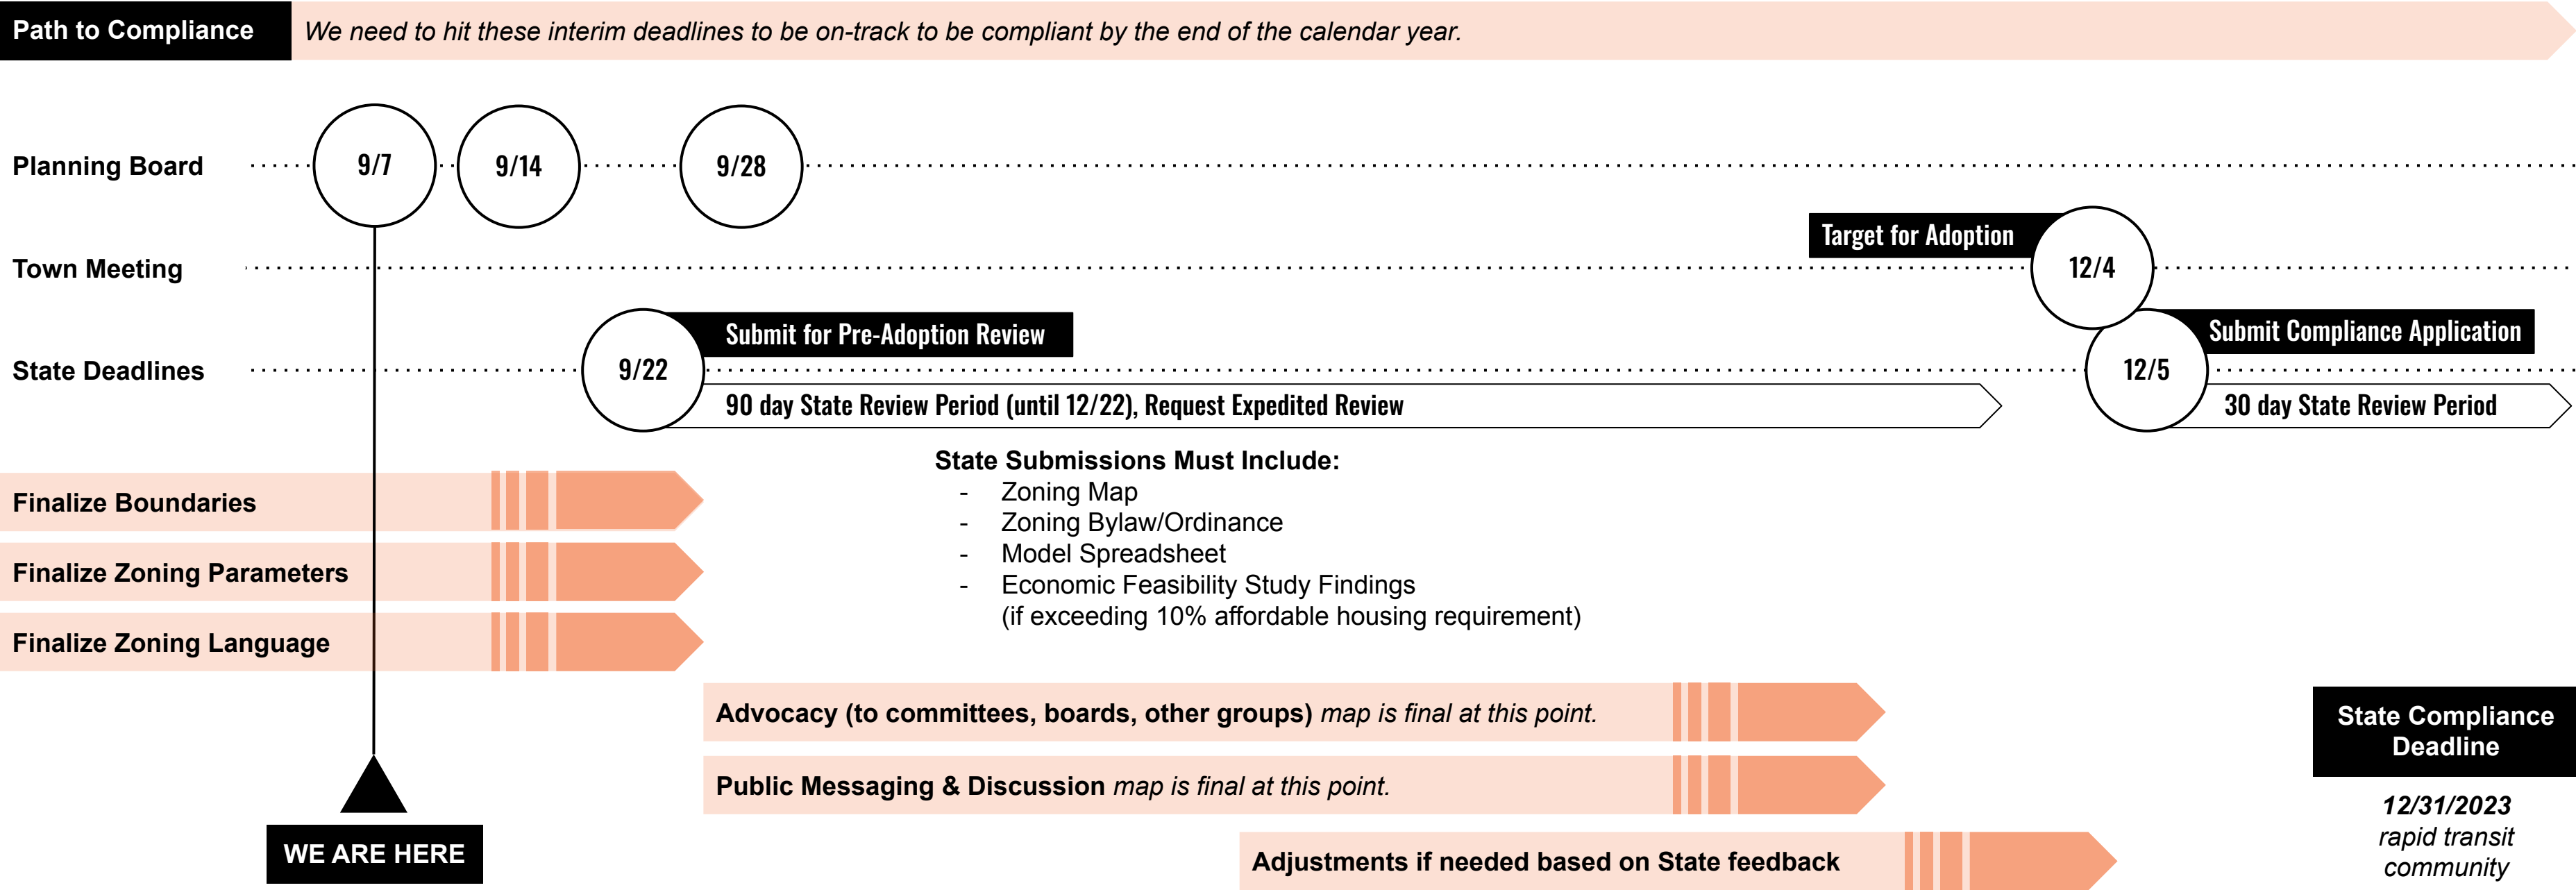 Path to Compliance
We need to hit these interim deadlines to be on-track to be compliant by the end of the calendar year.
Planning Board
9/7
9/14
9/28
Town Meeting
Target for Adoption
12/4
State Deadlines
9/22
Submit for Pre-Adoption Review
90 day State Review Period (until 12/22), Request Expedited Review
12/5
Submit Compliance Application
30 day State Review Period
State Submissions Must Include:
- Zoning Map
- Zoning Bylaw/Ordinance
- Model Spreadsheet
- Economic Feasibility Study Findings
(if exceeding 10% affordable housing requirement)
Finalize Boundaries
Finalize Zoning Parameters
Finalize Zoning Language
Advocacy (to committees, boards, other groups) map is final at this point.
Public Messaging & Discussion map is final at this point.
Adjustments if needed based on State feedback
WE ARE HERE
State Compliance
Deadline
12/31/2023
rapid transit
community